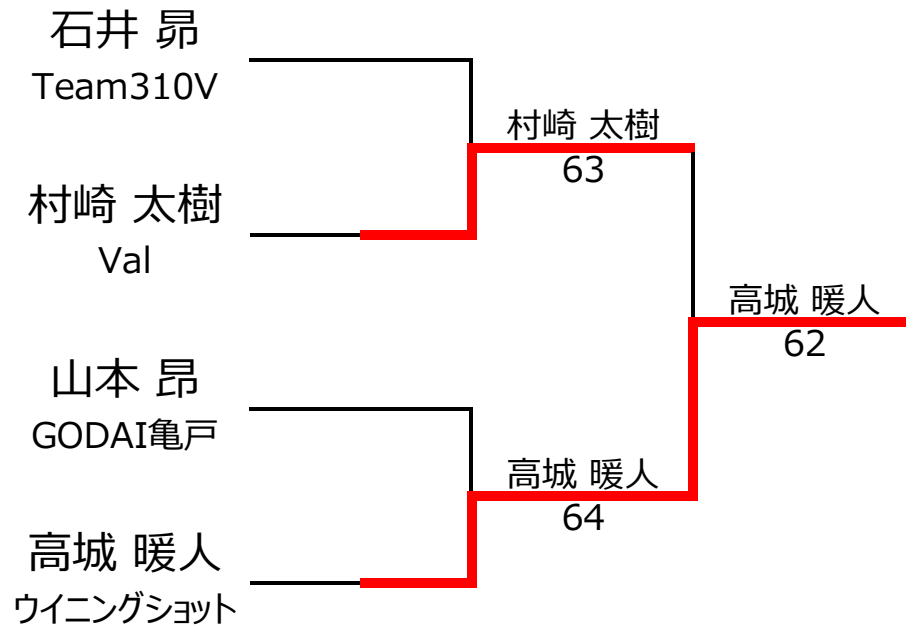 石井 昴
Team310V
村崎 太樹
63
村崎 太樹
Val
高城 暖人
62
山本 昂
GODAI亀戸
高城 暖人
64
高城 暖人
ウイニングショット